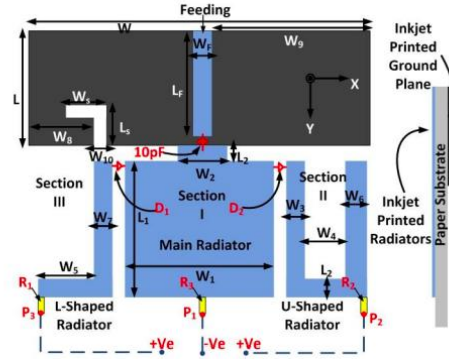 W
Feeding
W9
WF
LF
L
X
Y
Ws
Ls
W8
W10
10pF
W2
L2
Inkjet
Printed
Ground
Plane
Section
III
D1
Section
I
D2
Section
II
W3
W6
W7
L1
W4
Main Radiator
Inkjet
Printed
Radiators
Paper Substrate
W5
W1
L2
R1
R3
R2
P3
L-Shaped
Radiator
P1
U-Shaped
Radiator
P2
+Ve
-Ve
+Ve